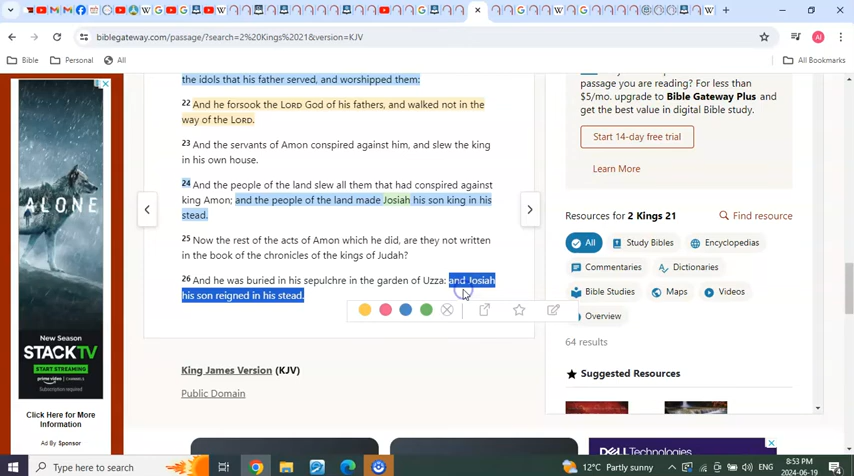 biblegateway.com/passage/?search=2%20Kings%2021&version=KJV
Bible
Personal
All
All Bookmarks
the idols that his father served, and worshipped them:
22 And he forsook the LORD God of his fathers, and walked not in the
way of the LORD.
23 And the servants of Amon conspired against him, and slew the king
in his own house.
24 And the people of the land slew all them that had conspired against
king Amon; and the people of the land made Josiah his son king in his
stead.
25 Now the rest of the acts of Amon which he did, are they not written
in the book of the chronicles of the kings of Judah?
26 And he was buried in his sepulchre in the garden of Uzza: and Josiah
his son reigned in his stead.
King James Version (KJV)
Public Domain
passage you are reading? For less than
$5/mo. upgrade to Bible Gateway Plus and
get the best value in digital Bible study.
Start 14-day free trial
Learn More
Resources for 2 Kings 21
Find resource
All
Study Bibles
Encyclopedias
Commentaries
Dictionaries
Bible Studies
Maps
Videos
Overview
64 results
Suggested Resources
ALONE
New Season
STACKTV
START STREAMING
prime video CHANNELS
Subscription required
Click Here for More
Information
Ad By Sponsor
DELL Technologies
Type here to search
12°C Partly sunny
ENG
8:53 PM
2024-06-19